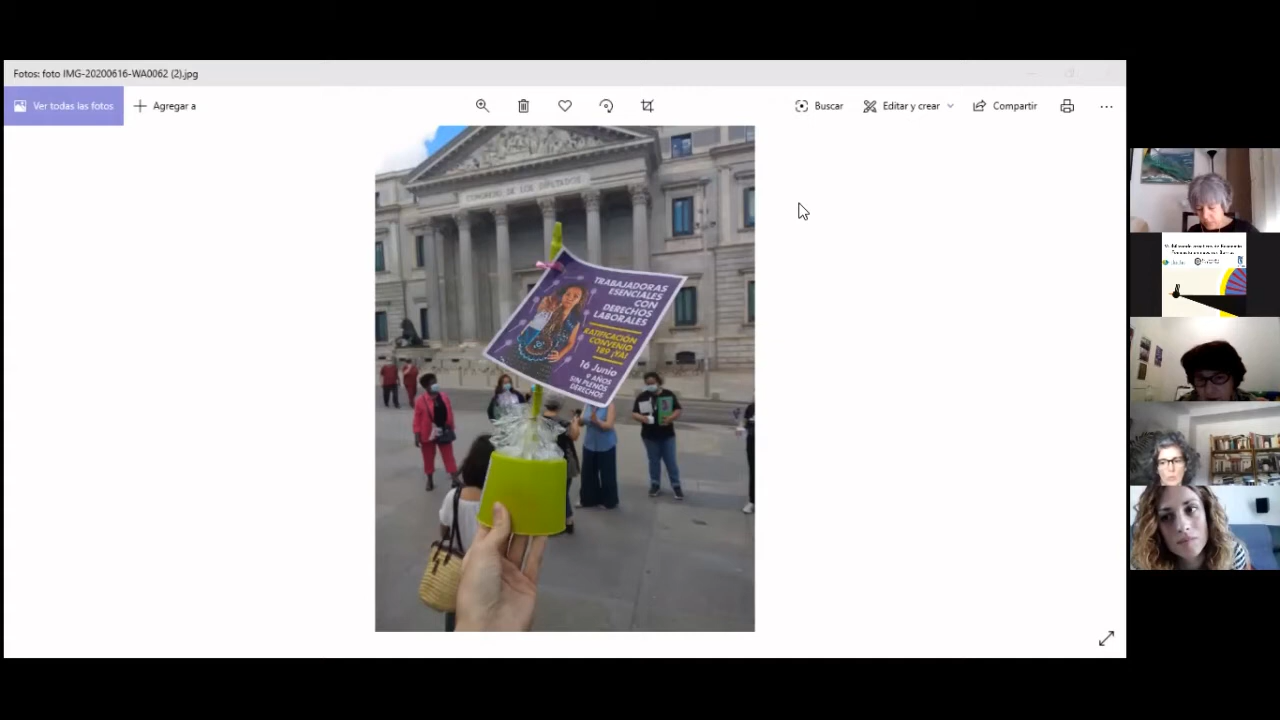 Fotos: foto IMG-20200616-WA0062 (2).jpg
Ver todas las fotos
Agregar a
Buscar
Editar y crear
Compartir
CONGRESO DE LOS DIPUTADOS
TRABAJADORAS
ESENCIALES
CON
DERECHOS
LABORALES
RATIFICACIÓN
CONVENIO
189 ¡YA!
16 Junio
9 AÑOS
SIN PLENOS
DERECHOS